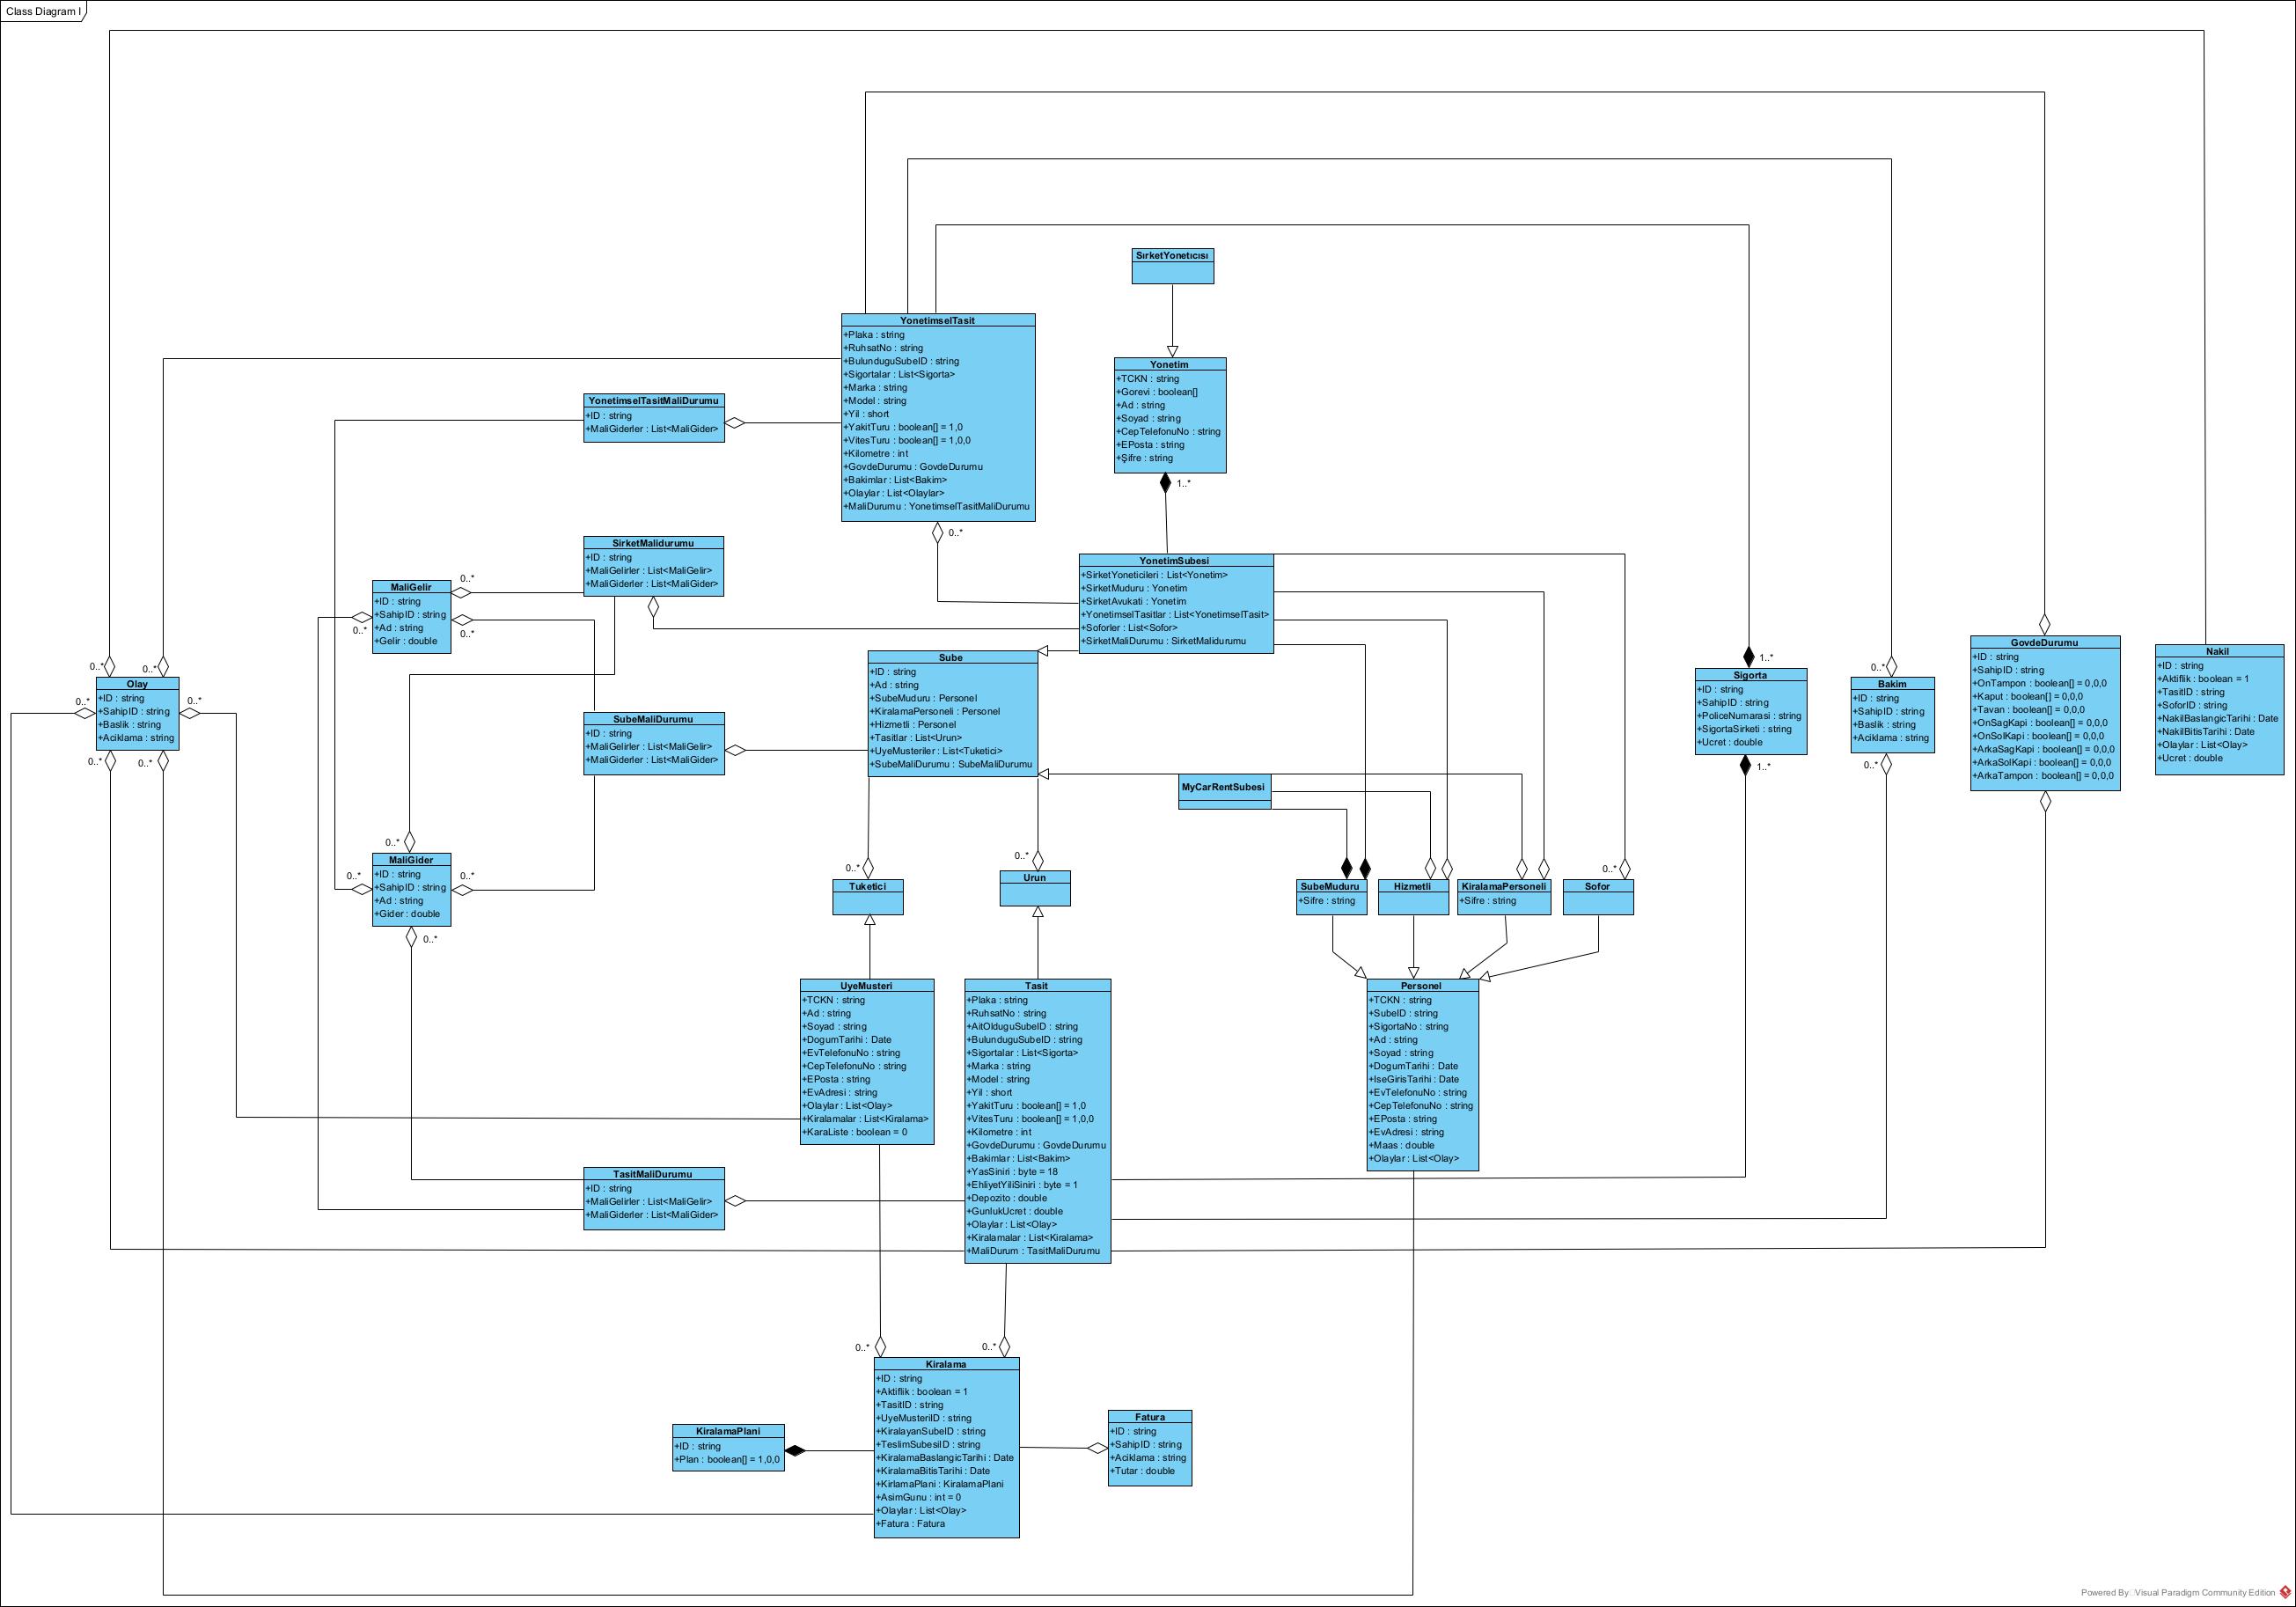 Class Diagram I
SırketYonetıcısı
YonetimselTasit
+Plaka : string
+RuhsatNo : string
+BulunduguSubeID : string
+Sigortalar : List<Sigorta>
+Marka : string
+Model : string
+Yil : short
+YakitTuru : boolean[] = 1,0
+VitesTuru : boolean[] = 1,0,0
+Kilometre : int
+GovdeDurumu : GovdeDurumu
+Bakimlar : List<Bakim>
+Olaylar : List<Olaylar>
+MaliDurumu : YonetimselTasitMaliDurumu
0..*
Yonetim
+TCKN : string
+Gorevi : boolean[]
+Ad : string
+Soyad : string
+CepTelefonuNo : string
+EPosta : string
+Şifre : string
1..*
YonetimselTasitMaliDurumu
+ID : string
+MaliGiderler : List<MaliGider>
SirketMalidurumu
+ID : string
+MaliGelirler : List<MaliGelir>
+MaliGiderler : List<MaliGider>
YonetimSubesi
+SirketYoneticileri : List<Yonetim>
+SirketMuduru : Yonetim
+SirketAvukati : Yonetim
+YonetimselTasitlar : List<YonetimselTasit>
+Soforler : List<Sofor>
+SirketMaliDurumu : SirketMalidurumu
MaliGelir
+ID : string
+SahipID : string
+Ad : string
+Gelir : double
0..*
0..*
0..*
Sube
+ID : string
+Ad : string
+SubeMuduru : Personel
+KiralamaPersoneli : Personel
+Hizmetli : Personel
+Tasitlar : List<Urun>
+UyeMusteriler : List<Tuketici>
+SubeMaliDurumu : SubeMaliDurumu
GovdeDurumu
+ID : string
+SahipID : string
+OnTampon : boolean[] = 0,0,0
+Kaput : boolean[] = 0,0,0
+Tavan : boolean[] = 0,0,0
+OnSagKapi : boolean[] = 0,0,0
+OnSolKapi : boolean[] = 0,0,0
+ArkaSagKapi : boolean[] = 0,0,0
+ArkaSolKapi : boolean[] = 0,0,0
+ArkaTampon : boolean[] = 0,0,0
Nakil
+ID : string
+Aktiflik : boolean = 1
+TasitID : string
+SoforID : string
+NakilBaslangicTarihi : Date
+NakilBitisTarihi : Date
+Olaylar : List<Olay>
+Ucret : double
1..*
Sigorta
+ID : string
+SahipID : string
+PoliceNumarasi : string
+SigortaSirketi : string
+Ucret : double
1..*
0..*
Bakim
+ID : string
+SahipID : string
+Baslik : string
+Aciklama : string
0..*
0..*
0..*
0..*
0..*
Olay
+ID : string
+SahipID : string
+Baslik : string
+Aciklama : string
0..*
0..*
SubeMaliDurumu
+ID : string
+MaliGelirler : List<MaliGelir>
+MaliGiderler : List<MaliGider>
MyCarRentSubesi
0..*
MaliGider
+ID : string
+SahipID : string
+Ad : string
+Gider : double
0..*
0..*
0..*
0..*
Tuketici
0..*
Urun
SubeMuduru
+Sifre : string
Hizmetli
KiralamaPersoneli
+Sifre : string
0..*
Sofor
UyeMusteri
+TCKN : string
+Ad : string
+Soyad : string
+DogumTarihi : Date
+EvTelefonuNo : string
+CepTelefonuNo : string
+EPosta : string
+EvAdresi : string
+Olaylar : List<Olay>
+Kiralamalar : List<Kiralama>
+KaraListe : boolean = 0
Tasit
+Plaka : string
+RuhsatNo : string
+AitOlduguSubeID : string
+BulunduguSubeID : string
+Sigortalar : List<Sigorta>
+Marka : string
+Model : string
+Yil : short
+YakitTuru : boolean[] = 1,0
+VitesTuru : boolean[] = 1,0,0
+Kilometre : int
+GovdeDurumu : GovdeDurumu
+Bakimlar : List<Bakim>
+YasSiniri : byte = 18
+EhliyetYiliSiniri : byte = 1
+Depozito : double
+GunlukUcret : double
+Olaylar : List<Olay>
+Kiralamalar : List<Kiralama>
+MaliDurum : TasitMaliDurumu
Personel
+TCKN : string
+SubeID : string
+SigortaNo : string
+Ad : string
+Soyad : string
+DogumTarihi : Date
+IseGirisTarihi : Date
+EvTelefonuNo : string
+CepTelefonuNo : string
+EPosta : string
+EvAdresi : string
+Maas : double
+Olaylar : List<Olay>
TasitMaliDurumu
+ID : string
+MaliGelirler : List<MaliGelir>
+MaliGiderler : List<MaliGider>
0..*
0..*
Kiralama
+ID : string
+Aktiflik : boolean = 1
+TasitID : string
+UyeMusteriID : string
+KiralayanSubeID : string
+TeslimSubesiID : string
+KiralamaBaslangicTarihi : Date
+KiralamaBitisTarihi : Date
+KirlamaPlani : KiralamaPlani
+AsimGunu : int = 0
+Olaylar : List<Olay>
+Fatura : Fatura
KiralamaPlani
+ID : string
+Plan : boolean[] = 1,0,0
Fatura
+ID : string
+SahipID : string
+Aciklama : string
+Tutar : double
Powered By Visual Paradigm Community Edition